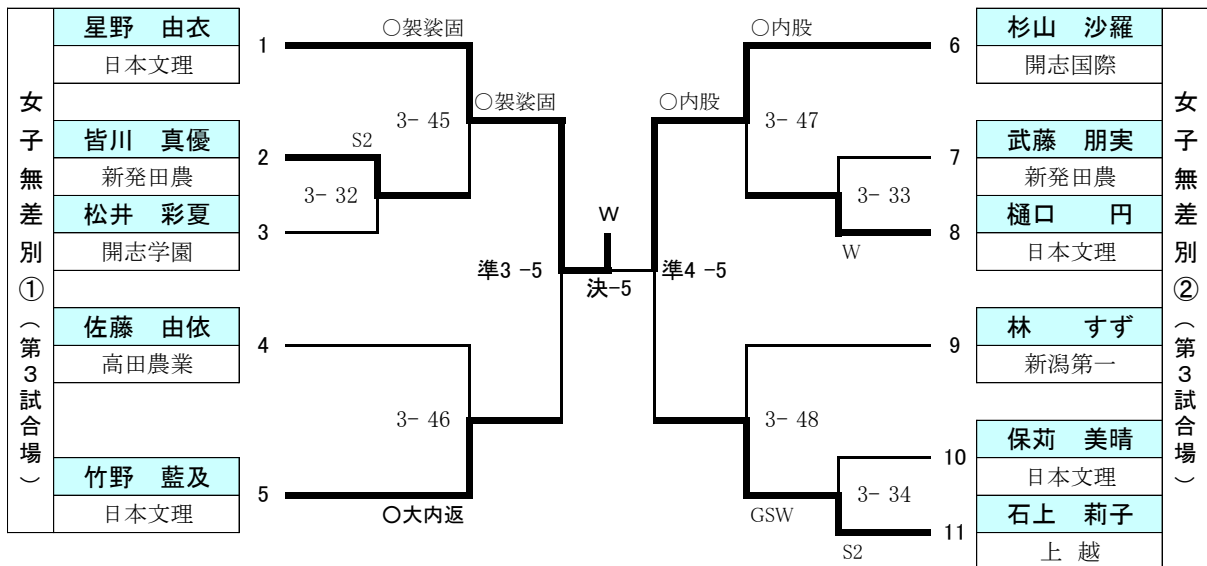 女子無差別①（第３試合場）
星野　由衣
日本文理
1
○袈裟固
3- 45
○袈裟固
皆川　真優
新発田農
2
S2
3- 32
松井　彩夏
開志学園
3
準3 -5
佐藤　由依
高田農業
4
3- 46
竹野　藍及
日本文理
5
○大内返
W
決-5
○内股
6
杉山　沙羅
開志国際
○内股
3- 47
7
武藤　朋実
新発田農
3- 33
8
樋口　円
日本文理
W
準4 -5
9
林　すず
新潟第一
3- 48
10
保苅　美晴
日本文理
3- 34
GSW
11
石上　莉子
上 越
S2
女子無差別②（第３試合場）